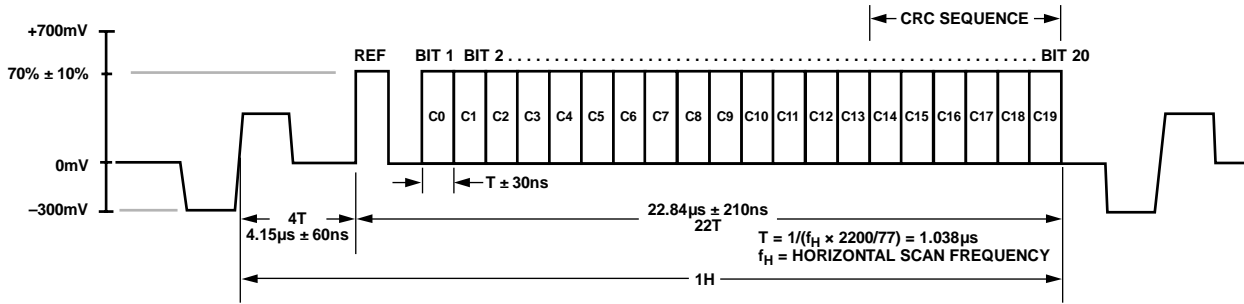 CRC SEQUENCE
+700mV
REF BIT 1 BIT 2 . . . . . . . . . . . . . . . . . . . . . . . . . . . . . . . . . . . . . . . . . . . . . . . . . . . . . . . . . . . . BIT 20
70% ± 10%
C0 C1 C2 C3 C4 C5 C6 C7 C8 C9 C10 C11 C12 C13 C14 C15 C16 C17 C18 C19
0mV
T ± 30ns
–300mV
4T
4.15µs ± 60ns
22.84µs ± 210ns
22T
T = 1/(fH × 2200/77) = 1.038µs
fH = HORIZONTAL SCAN FREQUENCY
1H